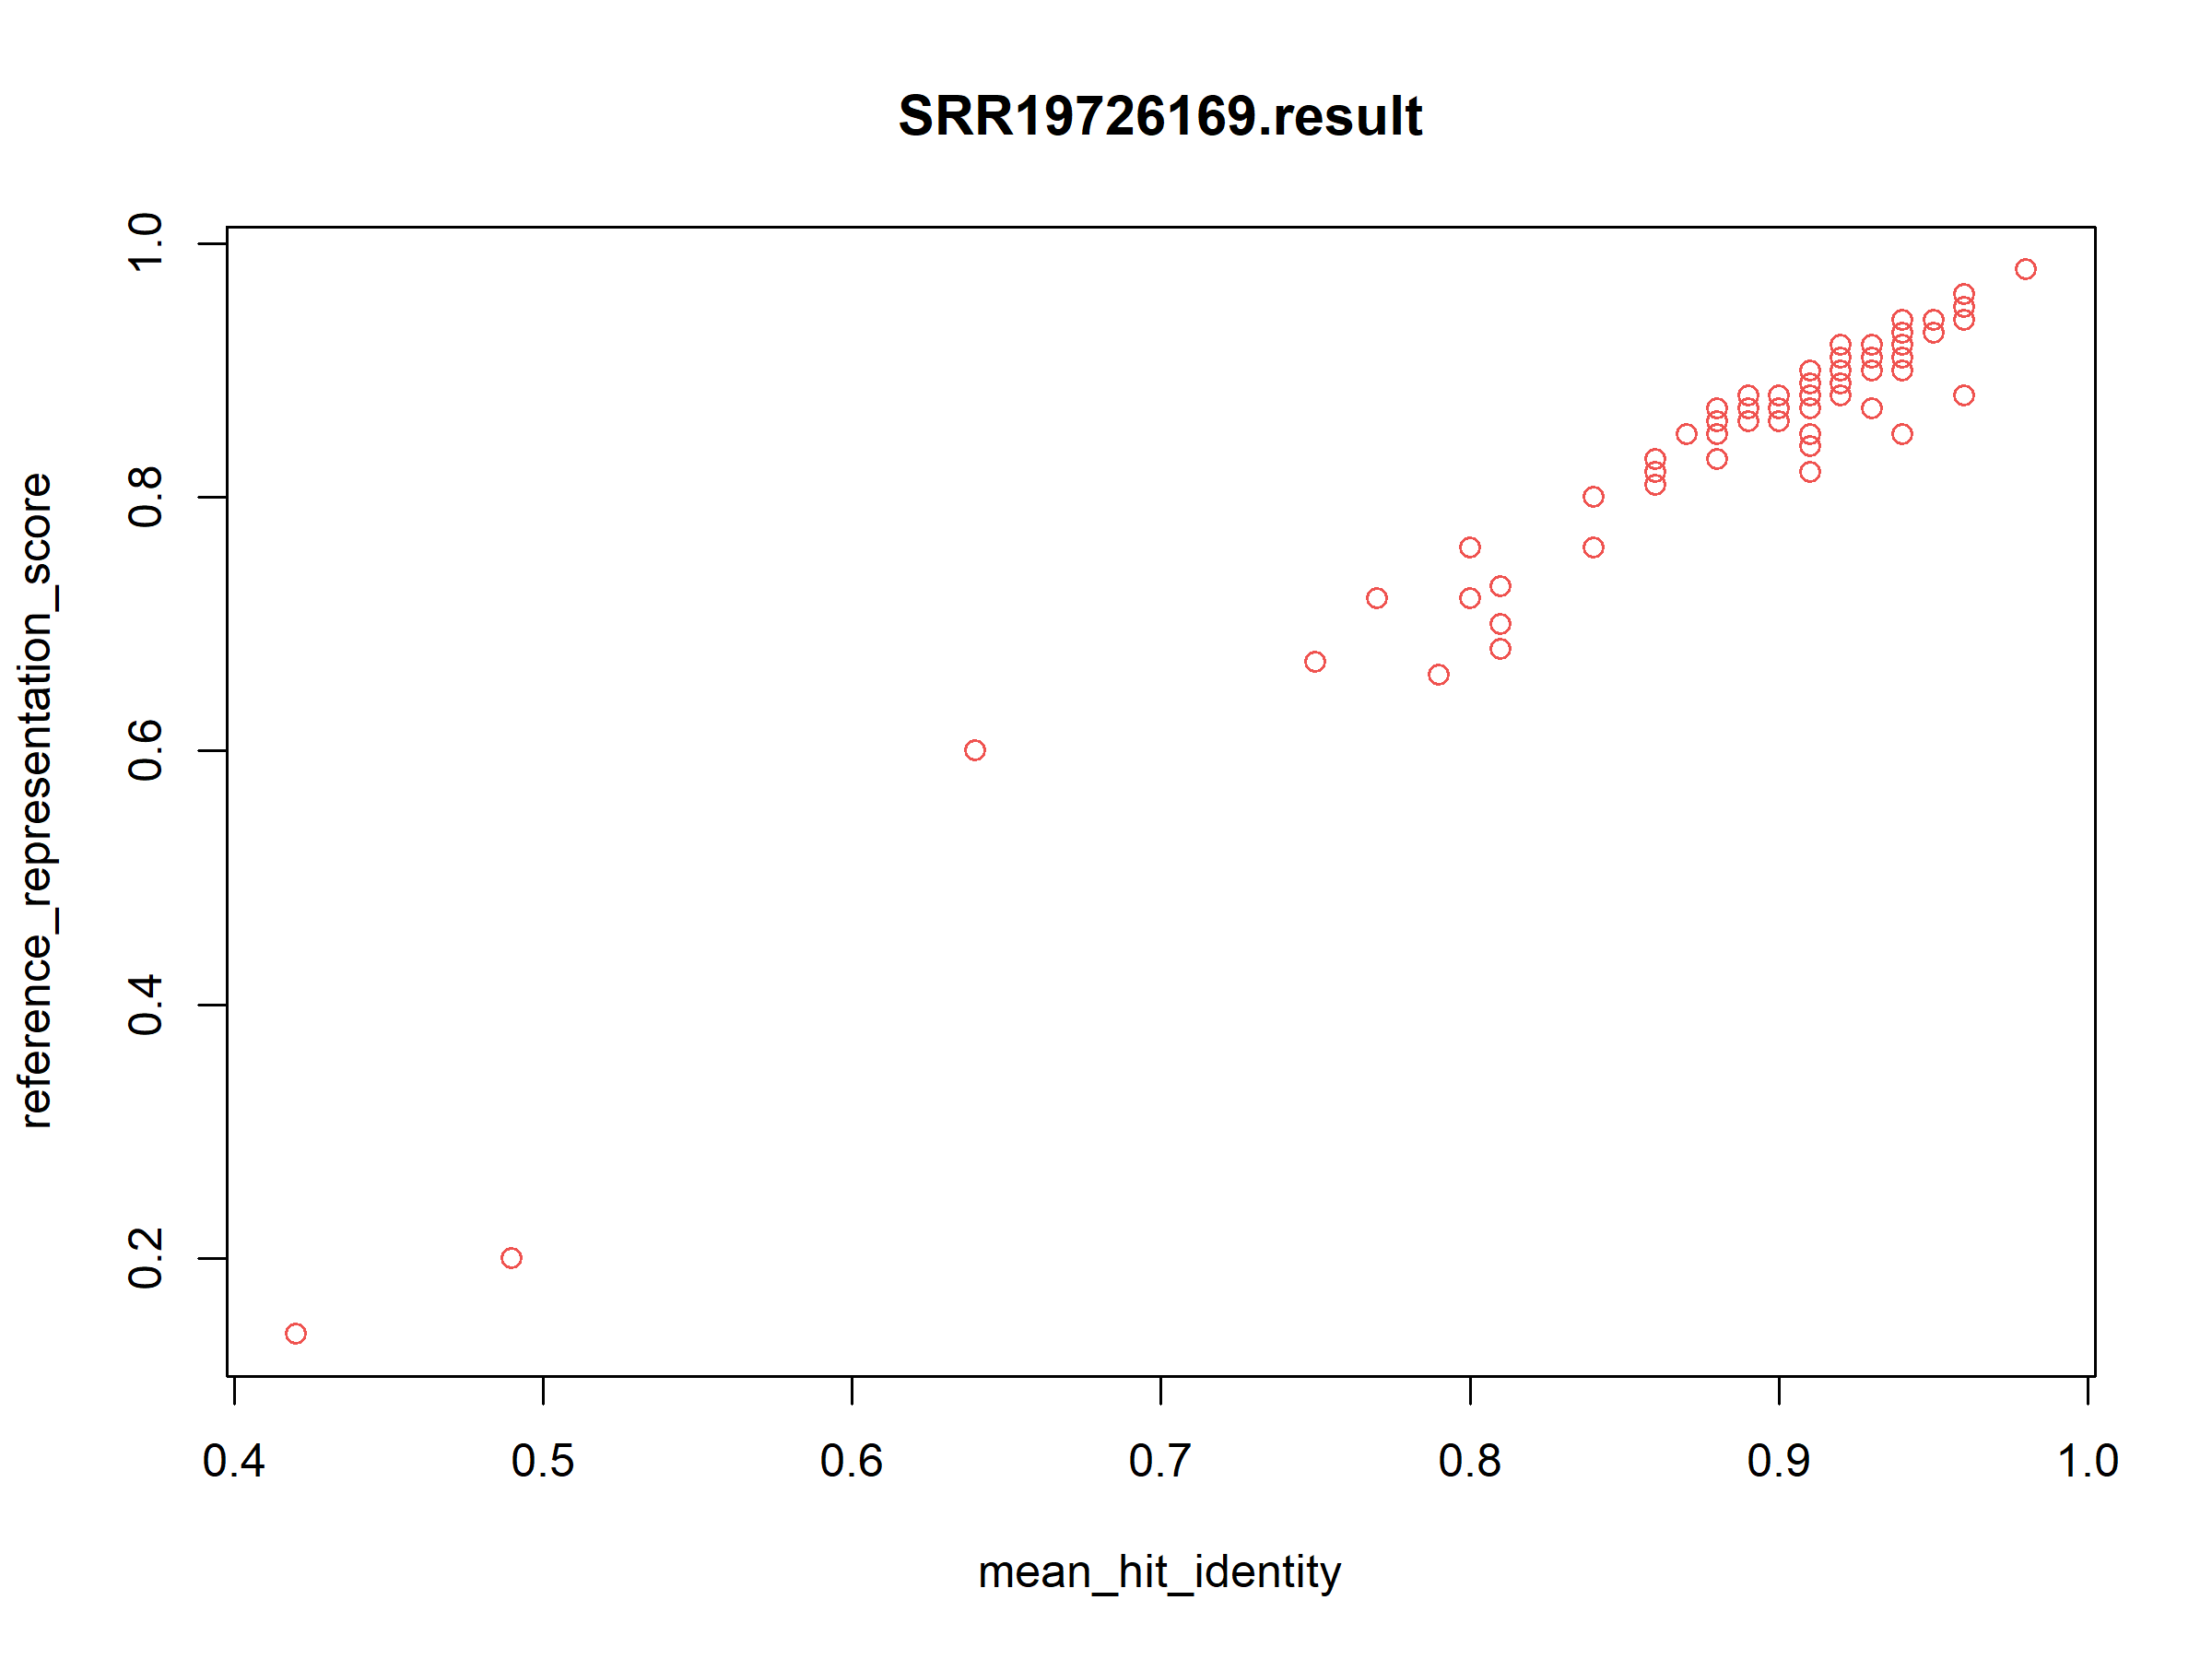 SRR19726169.result
reference_representation_score
1.0
0.8
0.6
0.4
0.2
0.4 0.5 0.6 0.7 0.8 0.9 1.0
mean_hit_identity